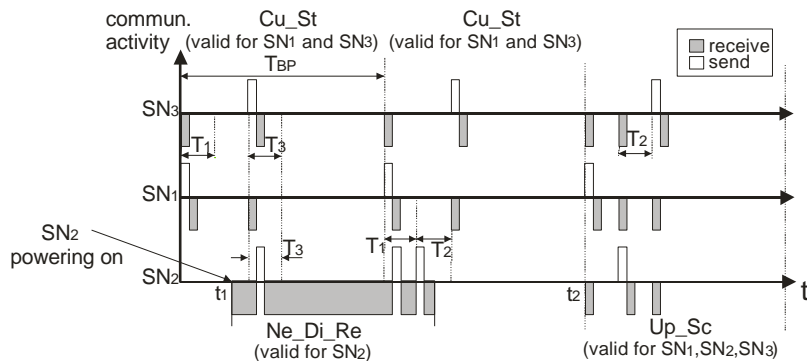 commun.
activity
Cu_St
(valid for SN1 and SN3)
Cu_St
(valid for SN1 and SN3)
receive
send
TBP
SN3
T1
T3
T2
SN1
SN2
powering on
T3
T1
T2
SN2
t1
t2
t
Ne_Di_Re
(valid for SN2)
Up_Sc
(valid for SN1,SN2,SN3)